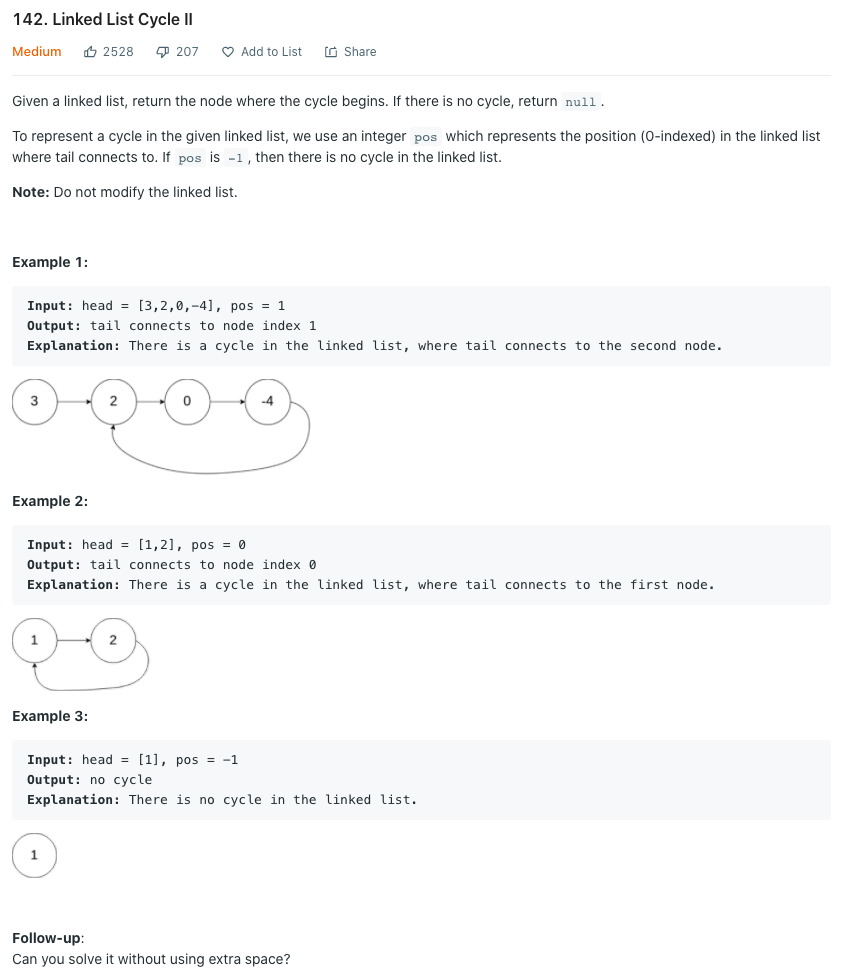 142. Linked List Cycle II
Medium 2528 207 Add to List Share
Given a linked list, return the node where the cycle begins. If there is no cycle, return null.
To represent a cycle in the given linked list, we use an integer pos which represents the position (0-indexed) in the linked list
where tail connects to. If pos is -1, then there is no cycle in the linked list.
Note: Do not modify the linked list.
Example 1:
Input: head = [3,2,0,-4], pos = 1
Output: tail connects to node index 1
Explanation: There is a cycle in the linked list, where tail connects to the second node.
3 2 0 -4
Example 2:
Input: head = [1,2], pos = 0
Output: tail connects to node index 0
Explanation: There is a cycle in the linked list, where tail connects to the first node.
1 2
Example 3:
Input: head = [1], pos = -1
Output: no cycle
Explanation: There is no cycle in the linked list.
1
Follow-up:
Can you solve it without using extra space?